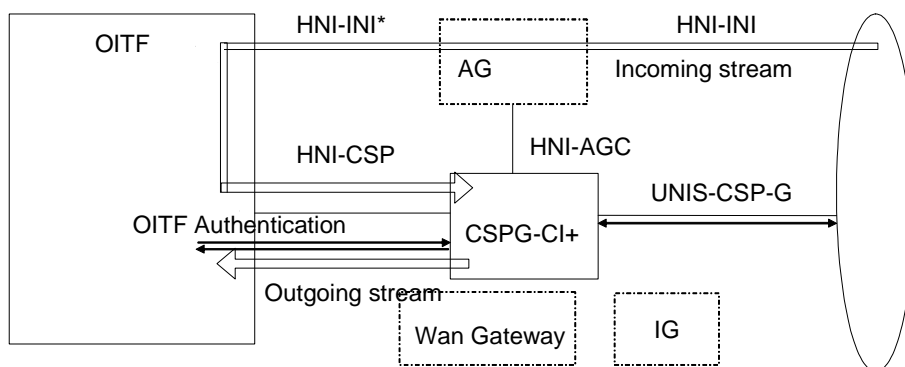 HNI-INI*
HNI-INI
OITF
AG
Incoming stream
HNI-CSP
HNI-AGC
UNIS-CSP-G
OITF Authentication
CSPG-CI+
Outgoing stream
Wan Gateway
IG